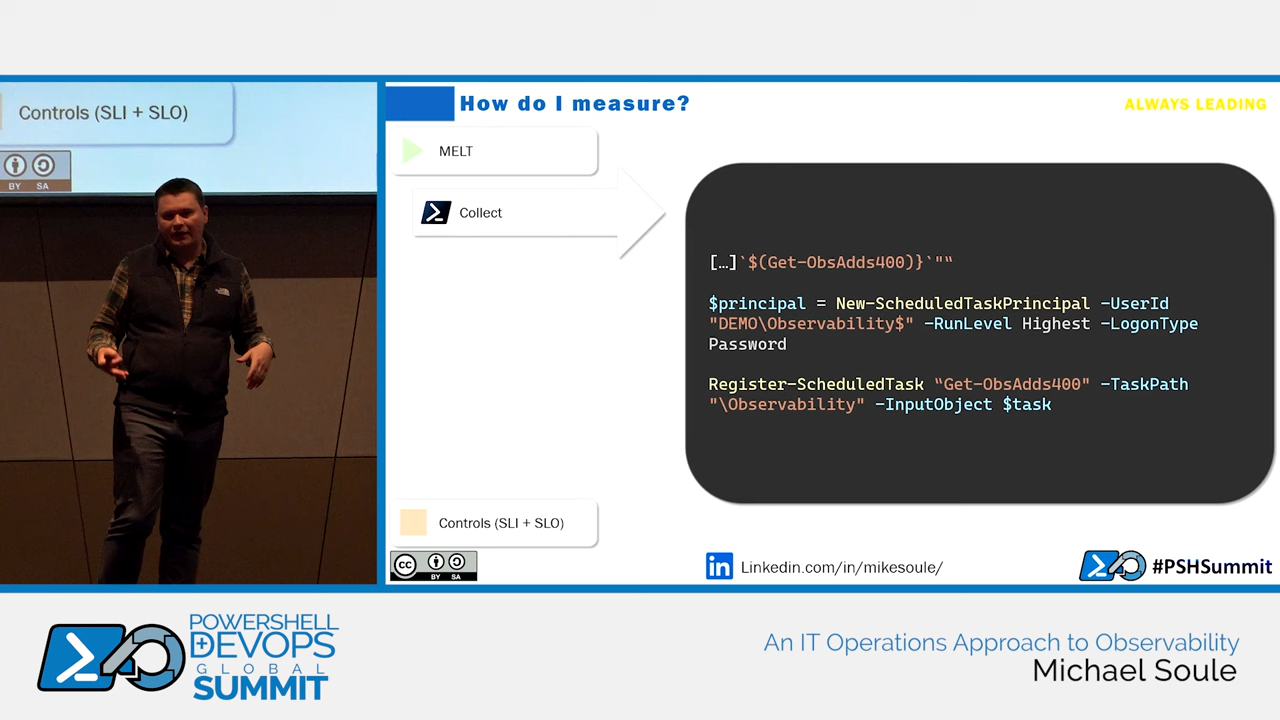 Controls (SLI + SLO)
BY SA
How do I measure?
ALWAYS LEADING
MELT
Collect
[…]`$(Get-ObsAdds400)}`"“
$principal = New-ScheduledTaskPrincipal -UserId
"DEMO\Observability$" -RunLevel Highest -LogonType
Password
Register-ScheduledTask “Get-ObsAdds400" -TaskPath
"\Observability" -InputObject $task
Controls (SLI + SLO)
cc BY SA
in Linkedin.com/in/mikesoule/
#PSHSummit
POWERSHELL
+DEVOPS
GLOBAL
SUMMIT
An IT Operations Approach to Observability
Michael Soule